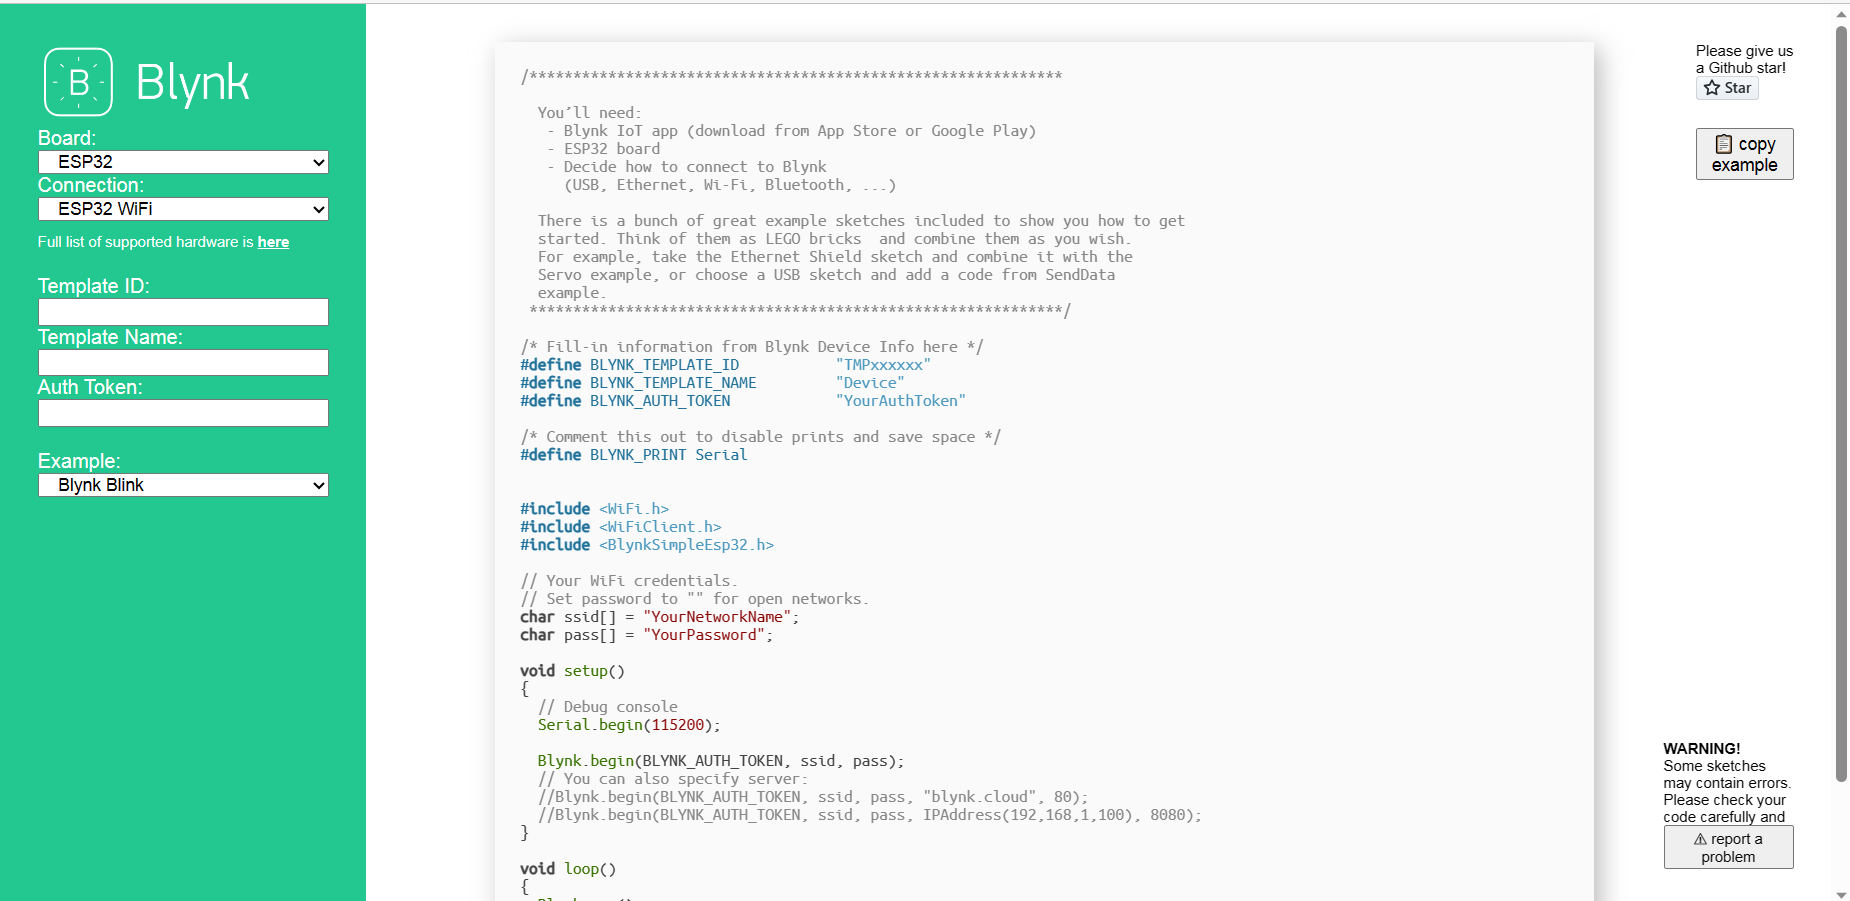 B Blynk
Board:
ESP32
Connection:
ESP32 WiFi
Full list of supported hardware is here
Template ID:
Template Name:
Auth Token:
Example:
Blynk Blink
/*************************************************************
You’ll need:
- Blynk IoT app (download from App Store or Google Play)
- ESP32 board
- Decide how to connect to Blynk
(USB, Ethernet, Wi-Fi, Bluetooth, ...)
There is a bunch of great example sketches included to show you how to get
started. Think of them as LEGO bricks  and combine them as you wish.
For example, take the Ethernet Shield sketch and combine it with the
Servo example, or choose a USB sketch and add a code from SendData
example.
*************************************************************/
/* Fill-in information from Blynk Device Info here */
#define BLYNK_TEMPLATE_ID           "TMPxxxxxx"
#define BLYNK_TEMPLATE_NAME         "Device"
#define BLYNK_AUTH_TOKEN            "YourAuthToken"
/* Comment this out to disable prints and save space */
#define BLYNK_PRINT Serial
#include <WiFi.h>
#include <WiFiClient.h>
#include <BlynkSimpleEsp32.h>
// Your WiFi credentials.
// Set password to "" for open networks.
char ssid[] = "YourNetworkName";
char pass[] = "YourPassword";
void setup()
{
// Debug console
Serial.begin(115200);
Blynk.begin(BLYNK_AUTH_TOKEN, ssid, pass);
// You can also specify server:
//Blynk.begin(BLYNK_AUTH_TOKEN, ssid, pass, "blynk.cloud", 80);
//Blynk.begin(BLYNK_AUTH_TOKEN, ssid, pass, IPAddress(192,168,1,100), 8080);
}
void loop()
{
Please give us
a Github star!
Star
copy
example
WARNING!
Some sketches
may contain errors.
Please check your
code carefully and
⚠ report a
problem